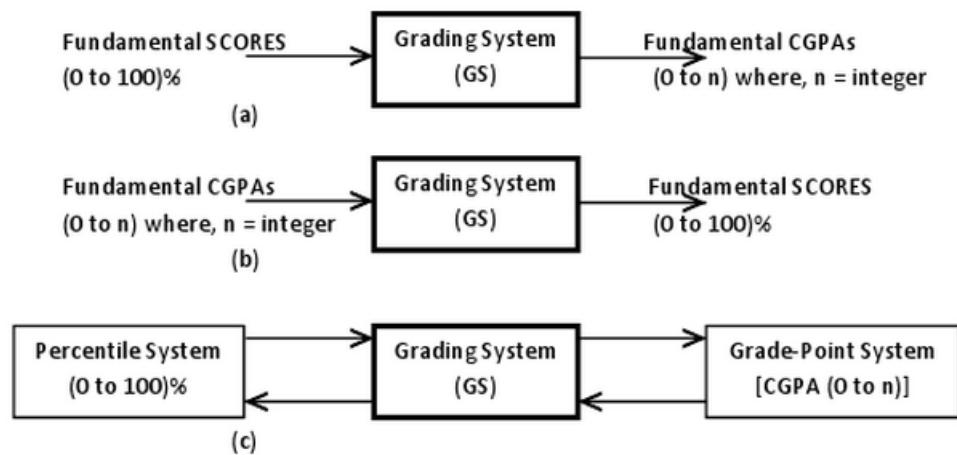 Fundamental SCORES
(0 to 100)%
Grading System
(GS)
Fundamental CGPAs
(0 to n) where, n = integer
(a)
Fundamental CGPAs
(0 to n) where, n = integer
Grading System
(GS)
Fundamental SCORES
(0 to 100)%
(b)
Percentile System
(0 to 100)%
Grading System
(GS)
Grade-Point System
[CGPA (0 to n)]
(c)